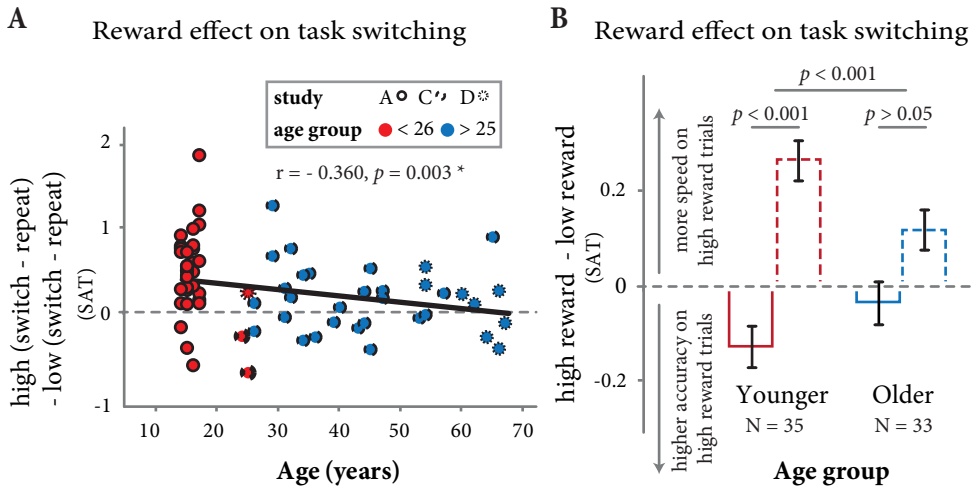 A
Reward effect on task switching
study A C D
age group < 26 > 25
r = - 0.360, p = 0.003 *
high (switch - repeat)
- low (switch - repeat)
(SAT)
2
1
0
-1
10 20 30 40 50 60 70
Age (years)
B
Reward effect on task switching
p < 0.001
p < 0.001 p > 0.05
high reward - low reward
(SAT)
more speed on
high reward trials
higher accuracy on
high reward trials
0.2
0
-0.2
Younger Older
N = 35 N = 33
Age group